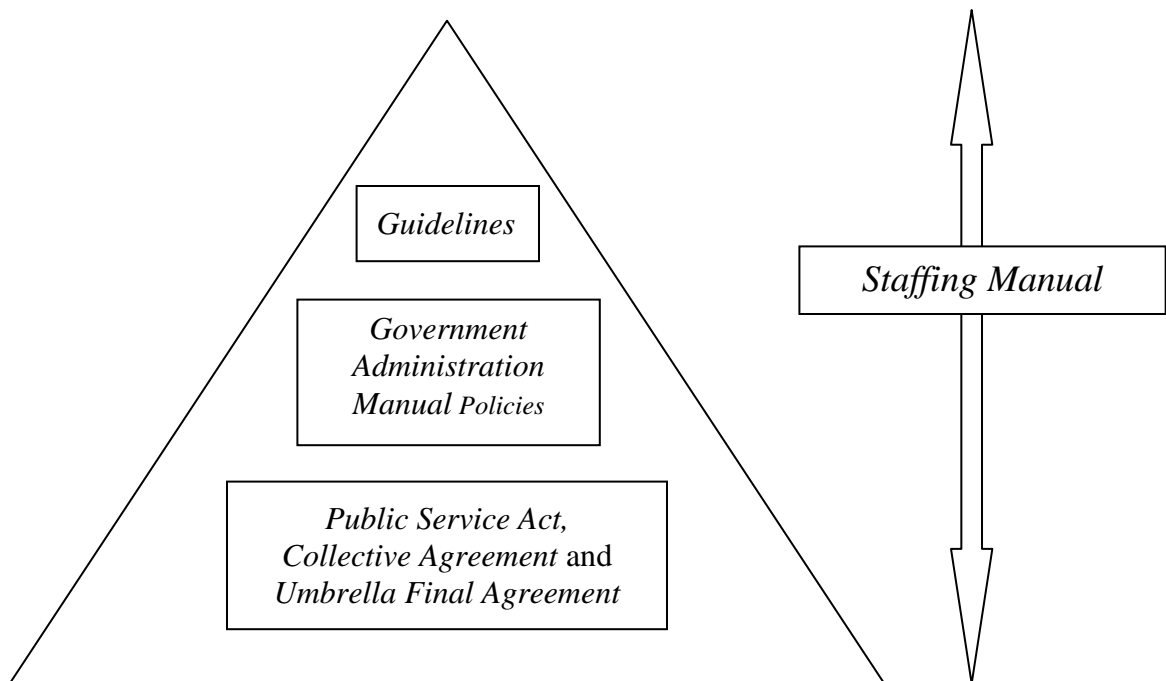 Guidelines
Staffing Manual
Government
Administration
Manual Policies
Public Service Act,
Collective Agreement and
Umbrella Final Agreement